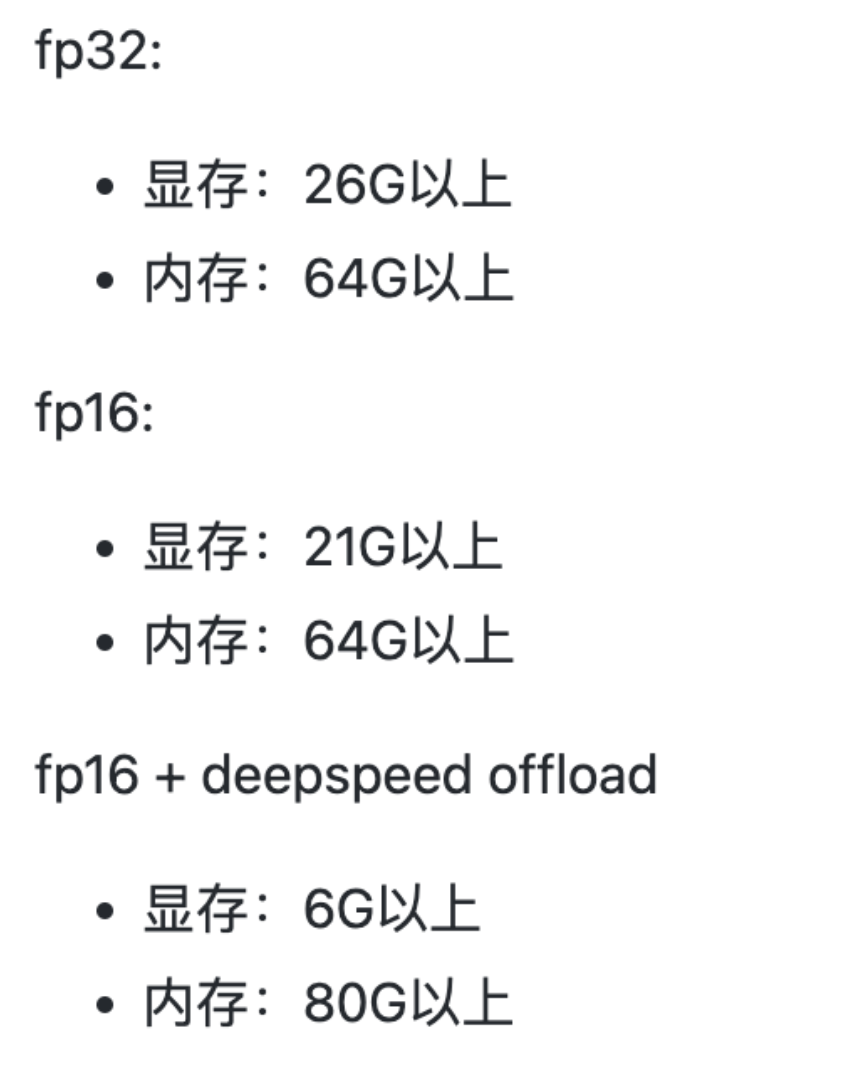 fp32:
• 显存：26G以上
• 内存：64G以上
fp16:
• 显存：21G以上
• 内存：64G以上
fp16 + deepspeed offload
• 显存：6G以上
• 内存：80G以上